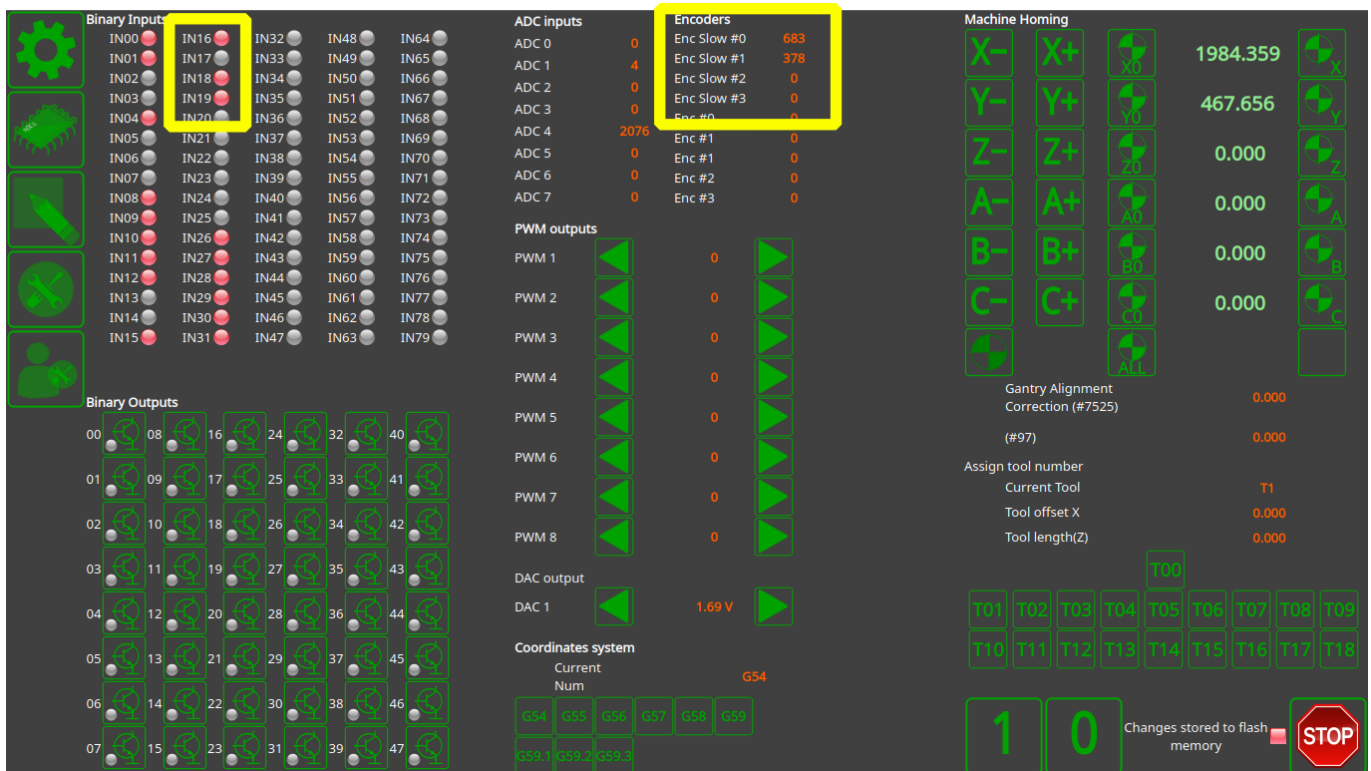 Binary Inputs
IN00 IN16 IN32 IN48 IN64
IN01 IN17 IN33 IN49 IN65
IN02 IN18 IN34 IN50 IN66
IN03 IN19 IN35 IN51 IN67
IN04 IN20 IN36 IN52 IN68
IN05 IN21 IN37 IN53 IN69
IN06 IN22 IN38 IN54 IN70
IN07 IN23 IN39 IN55 IN71
IN08 IN24 IN40 IN56 IN72
IN09 IN25 IN41 IN57 IN73
IN10 IN26 IN42 IN58 IN74
IN11 IN27 IN43 IN59 IN75
IN12 IN28 IN44 IN60 IN76
IN13 IN29 IN45 IN61 IN77
IN14 IN30 IN46 IN62 IN78
IN15 IN31 IN47 IN63 IN79
Binary Outputs
00 08 16 24 32 40
01 09 17 25 33 41
02 10 18 26 34 42
03 11 19 27 35 43
04 12 20 28 36 44
05 13 21 29 37 45
06 14 22 30 38 46
07 15 23 31 39 47
ADC inputs
ADC 0 0
ADC 1 4
ADC 2 0
ADC 3 0
ADC 4 2076
ADC 5 0
ADC 6 0
ADC 7 0
Encoders
Enc Slow #0 683
Enc Slow #1 378
Enc Slow #2 0
Enc Slow #3 0
Enc #0 0
Enc #1 0
Enc #1 0
Enc #2 0
Enc #3 0
PWM outputs
PWM 1 0
PWM 2 0
PWM 3 0
PWM 4 0
PWM 5 0
PWM 6 0
PWM 7 0
PWM 8 0
DAC output
DAC 1 1.69 V
Coordinates system
Current
Num G54
G54 G55 G56 G57 G58 G59
G59.1 G59.2 G59.3
Machine Homing
X- X+ X0 1984.359 X
Y- Y+ Y0 467.656 Y
Z- Z+ Z0 0.000 Z
A- A+ A0 0.000 A
B- B+ B0 0.000 B
C- C+ C0 0.000 C
ALL
Gantry Alignment
Correction (#7525) 0.000
(#97) 0.000
Assign tool number
Current Tool T1
Tool offset X 0.000
Tool length(Z) 0.000
T00
T01 T02 T03 T04 T05 T06 T07 T08 T09
T10 T11 T12 T13 T14 T15 T16 T17 T18
1 0
Changes stored to flash
memory
STOP